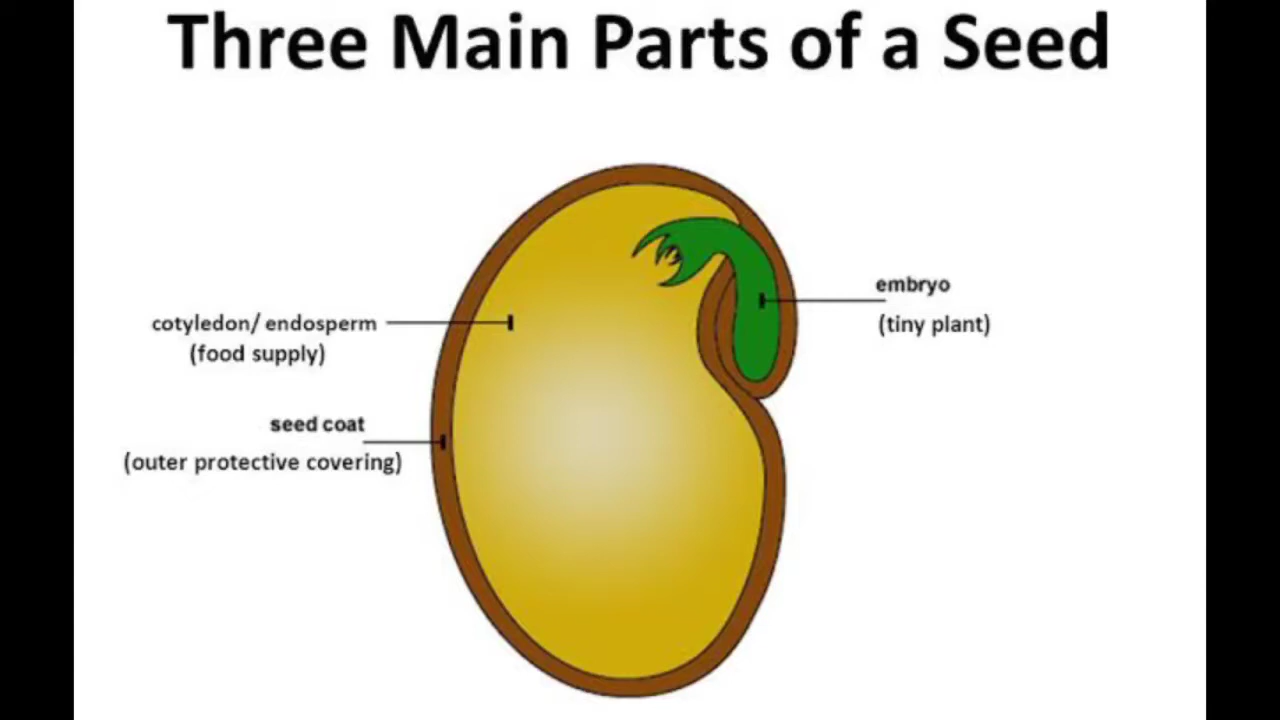 Three Main Parts of a Seed
embryo
(tiny plant)
cotyledon/ endosperm
(food supply)
seed coat
(outer protective covering)